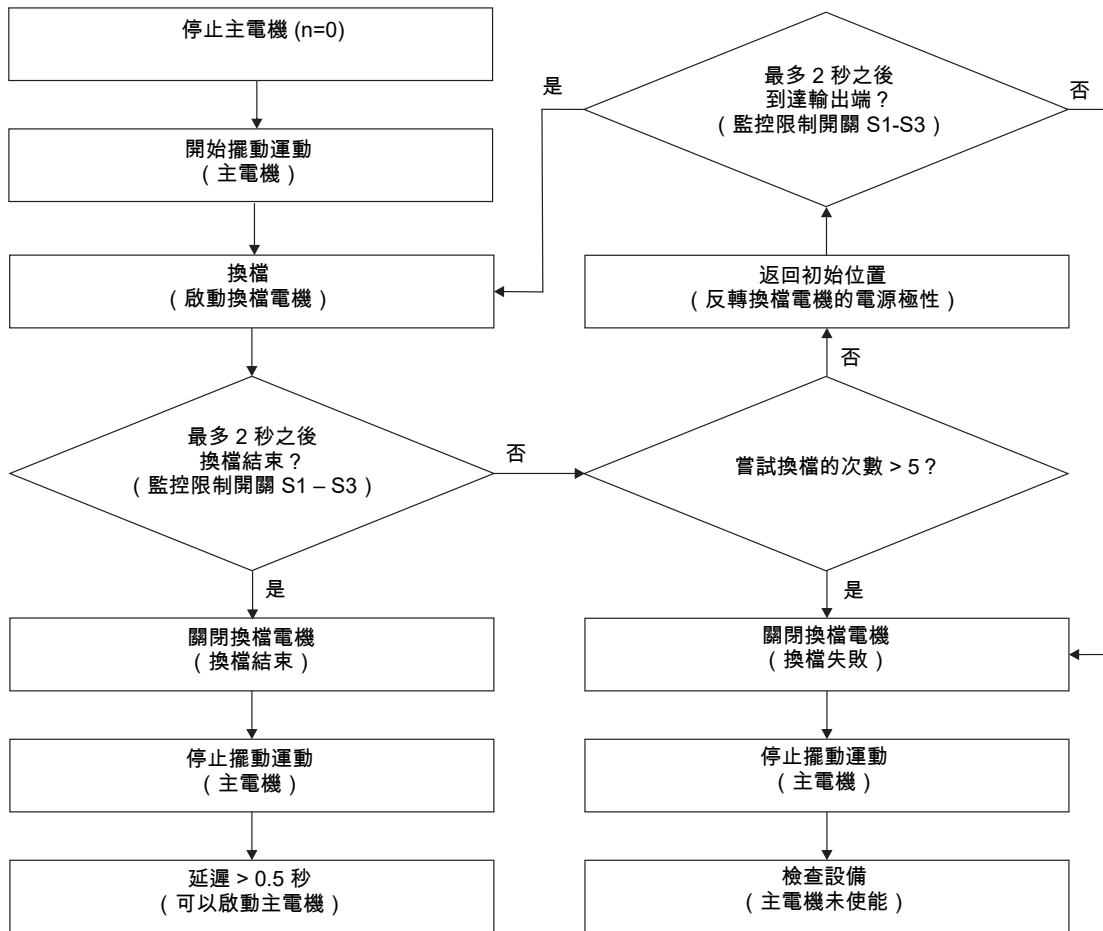 停止主電機 (n=0)
開始擺動運動
（主電機）
換檔
（啟動換檔電機）
最多 2 秒之後
換檔結束？
（監控限制開關 S1 – S3）
是
否
關閉換檔電機
（換檔結束）
停止擺動運動
（主電機）
延遲 > 0.5 秒
（可以啟動主電機）
最多 2 秒之後
到達輸出端？
（監控限制開關 S1-S3）
是
否
返回初始位置
（反轉換檔電機的電源極性）
否
嘗試換檔的次數 > 5？
是
關閉換檔電機
（換檔失敗）
停止擺動運動
（主電機）
檢查設備
（主電機未使能）